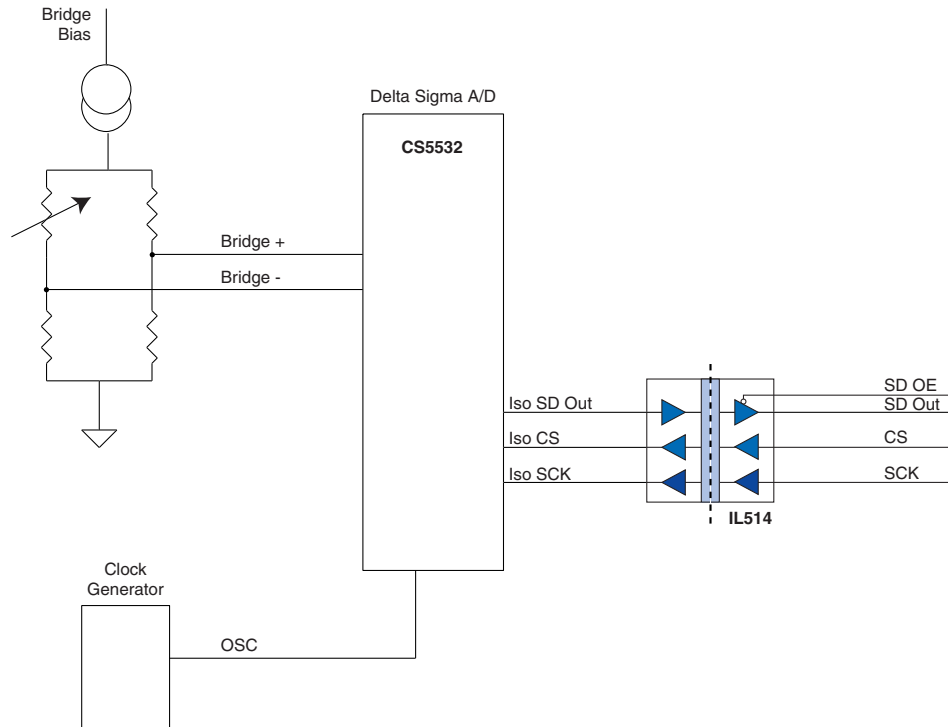 Bridge
Bias
Delta Sigma A/D
CS5532
Bridge +
Bridge -
SD OE
Iso SD Out
SD Out
Iso CS
CS
Iso SCK
SCK
IL514
Clock
Generator
OSC